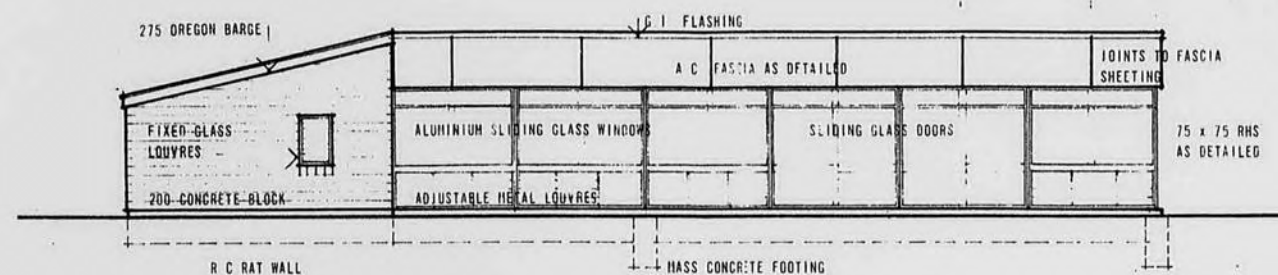 275 OREGON BARGE
G I FLASHING
A C FASCIA AS DETAILED
JOINTS TO FASCIA
SHEETING
FIXED GLASS
LOUVRES
ALUMINIUM SLIDING GLASS WINDOWS
SLIDING GLASS DOORS
75 x 75 RHS
AS DETAILED
200 CONCRETE BLOCK
ADJUSTABLE METAL LOUVRES
R C RAT WALL
MASS CONCRETE FOOTING